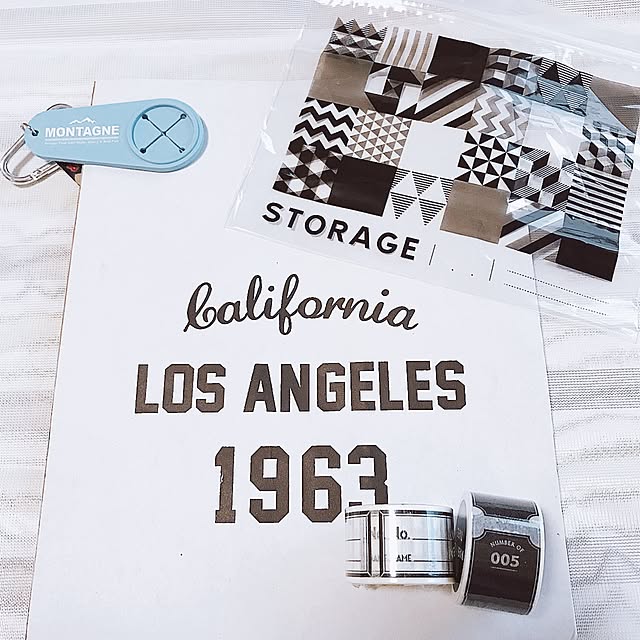 MONTAGNE
STORAGE
California
LOS ANGELES
1963
No.
NAME
NUMBER OF
005